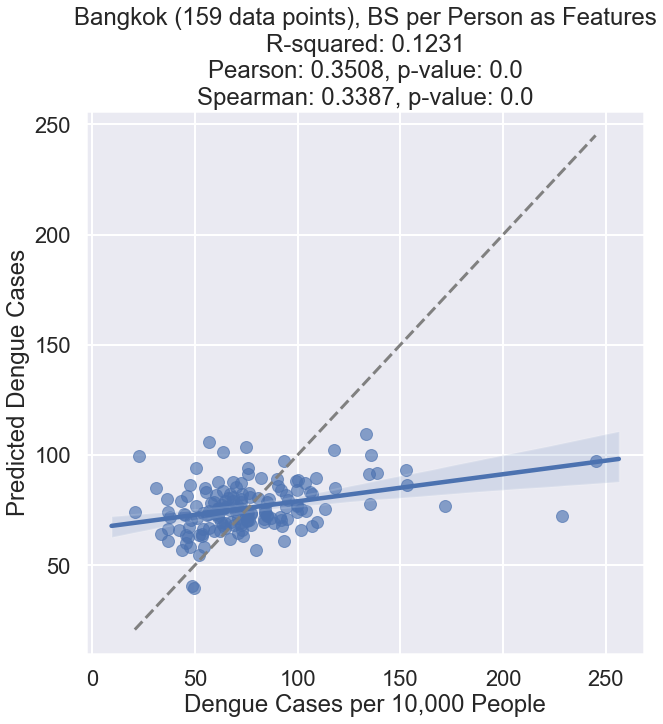 Bangkok (159 data points), BS per Person as Features
R-squared: 0.1231
Pearson: 0.3508, p-value: 0.0
Spearman: 0.3387, p-value: 0.0
250
200
150
100
50
Predicted Dengue Cases
0 50 100 150 200 250
Dengue Cases per 10,000 People